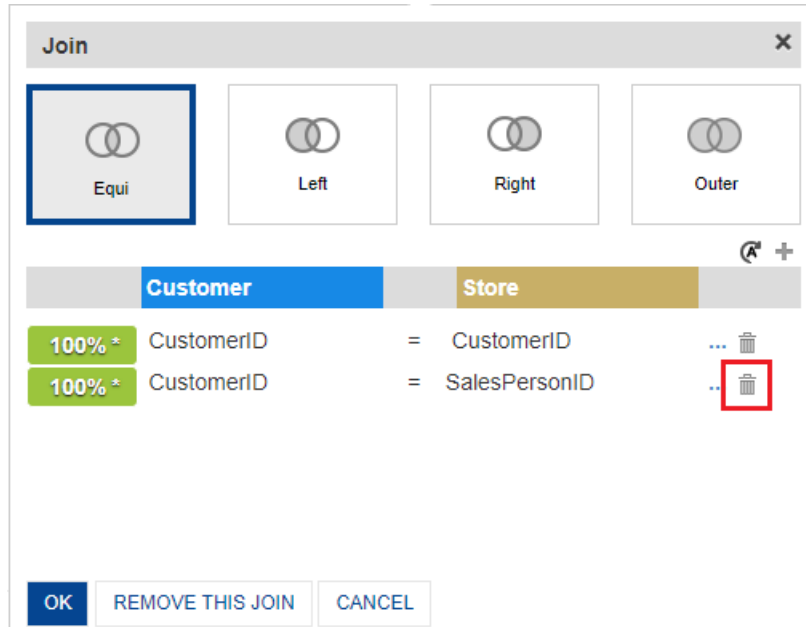 Join ×
Equi Left Right Outer
A +
Customer Store
100% * CustomerID = CustomerID ...
100% * CustomerID = SalesPersonID ..
OK REMOVE THIS JOIN CANCEL